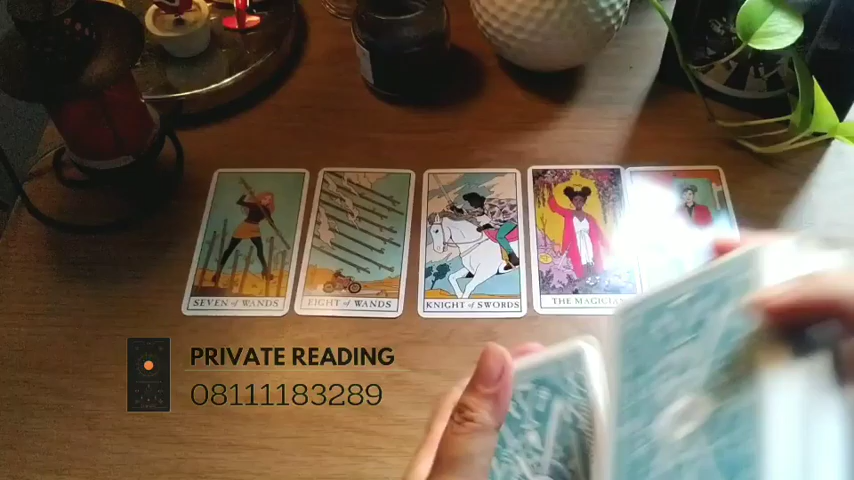 SEVEN of WANDS
EIGHT of WANDS
KNIGHT of SWORDS
THE MAGICIAN
PRIVATE READING
08111183289